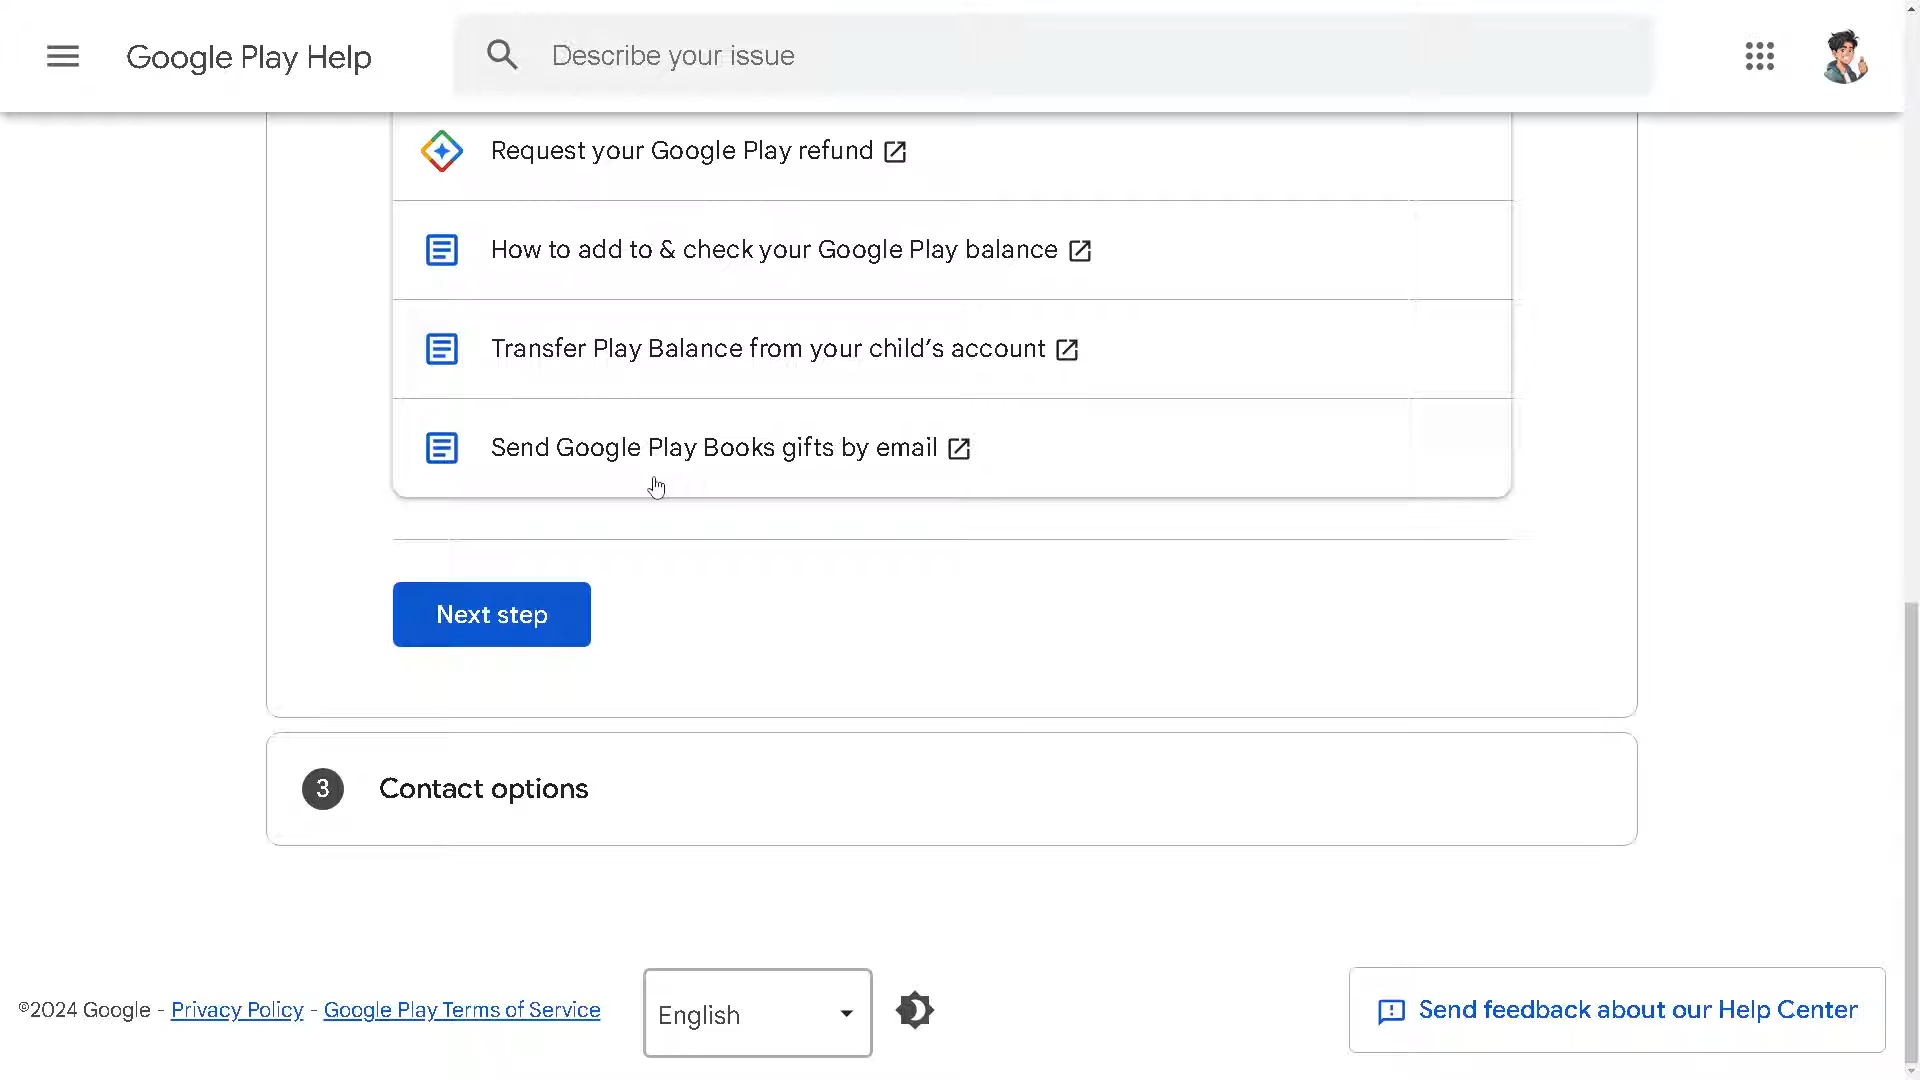 Google Play Help
Describe your issue
Request your Google Play refund
How to add to & check your Google Play balance
Transfer Play Balance from your child's account
Send Google Play Books gifts by email
Next step
3 Contact options
©2024 Google - Privacy Policy - Google Play Terms of Service
English
Send feedback about our Help Center